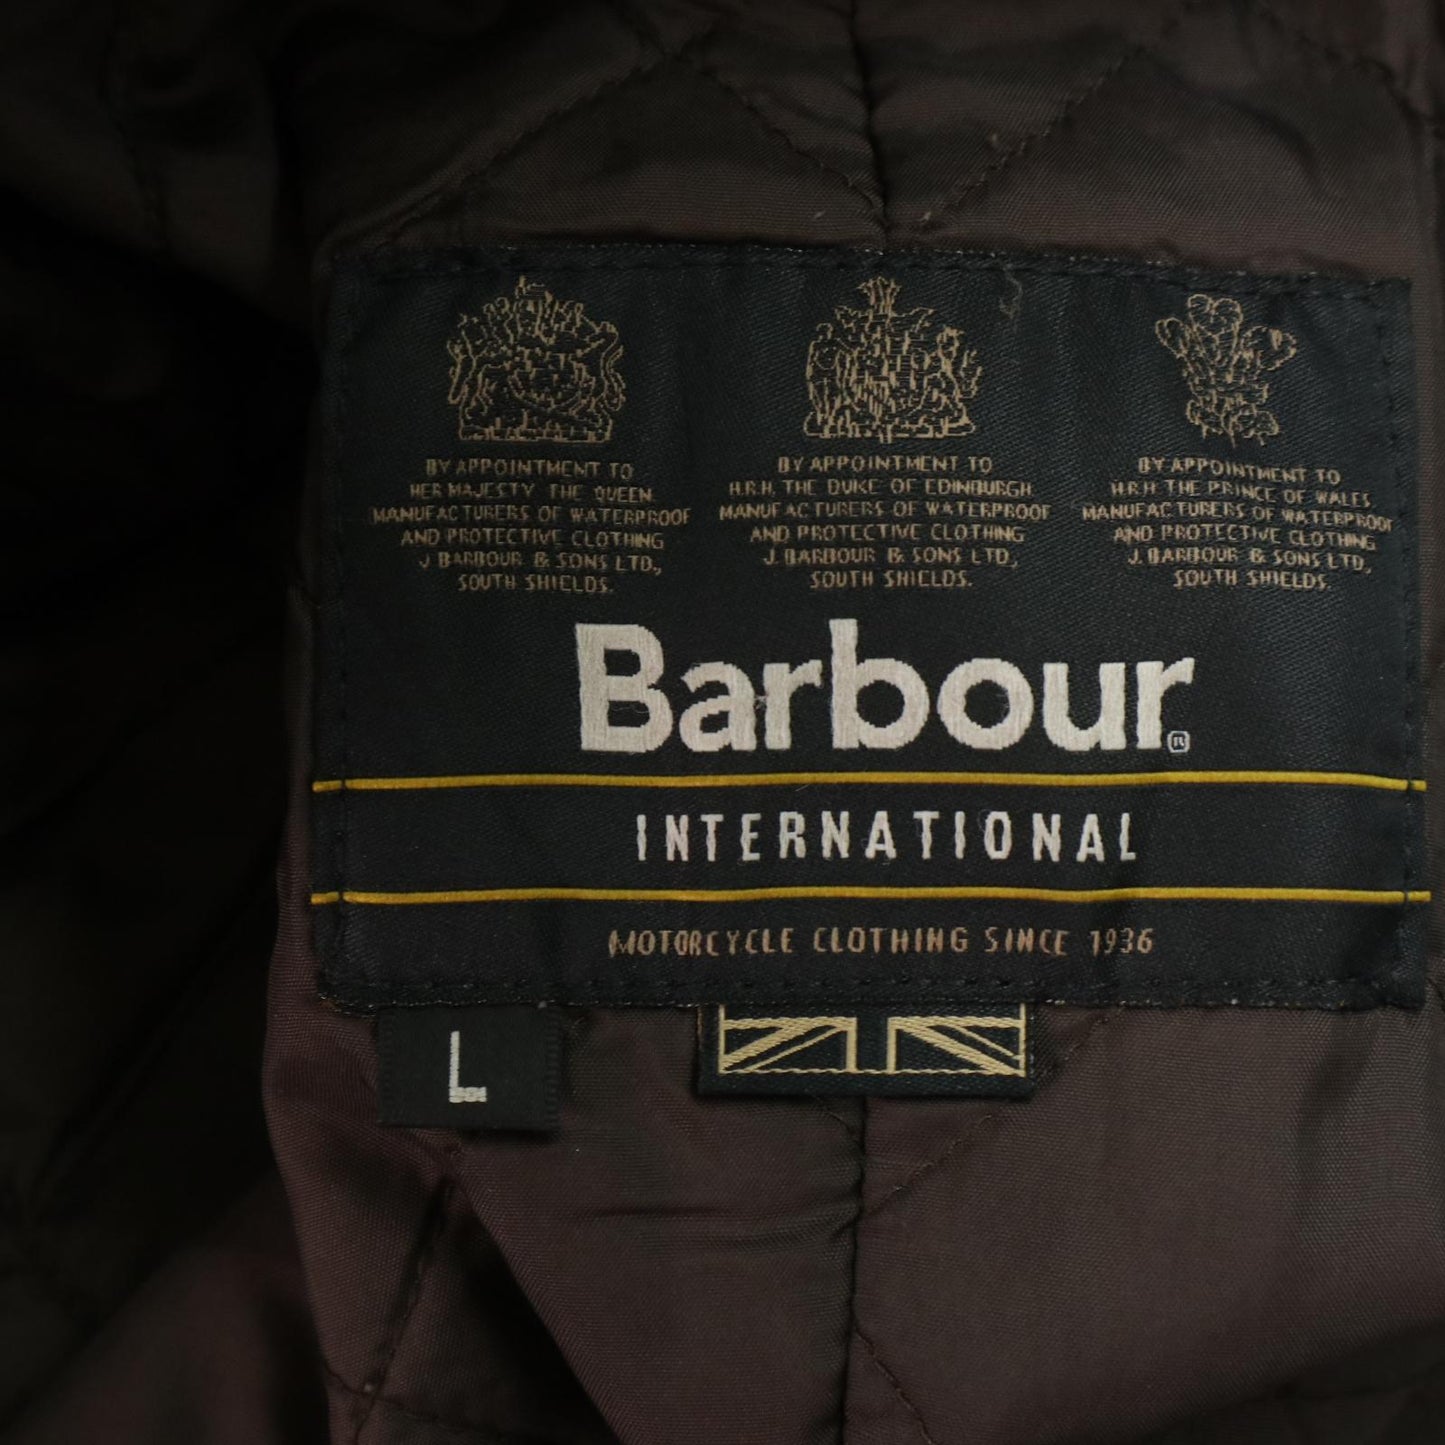 BY APPOINTMENT TO
HER MAJESTY THE QUEEN
MANUFACTURERS OF WATERPROOF
AND PROTECTIVE CLOTHING
J. BARBOUR & SONS LTD.,
SOUTH SHIELDS.
BY APPOINTMENT TO
H.R.H. THE DUKE OF EDINBURGH
MANUFACTURERS OF WATERPROOF
AND PROTECTIVE CLOTHING
J. BARBOUR & SONS LTD.,
SOUTH SHIELDS.
BY APPOINTMENT TO
H.R.H. THE PRINCE OF WALES
MANUFACTURERS OF WATERPROOF
AND PROTECTIVE CLOTHING
J. BARBOUR & SONS LTD.,
SOUTH SHIELDS.
Barbour®
INTERNATIONAL
MOTORCYCLE CLOTHING SINCE 1936
L